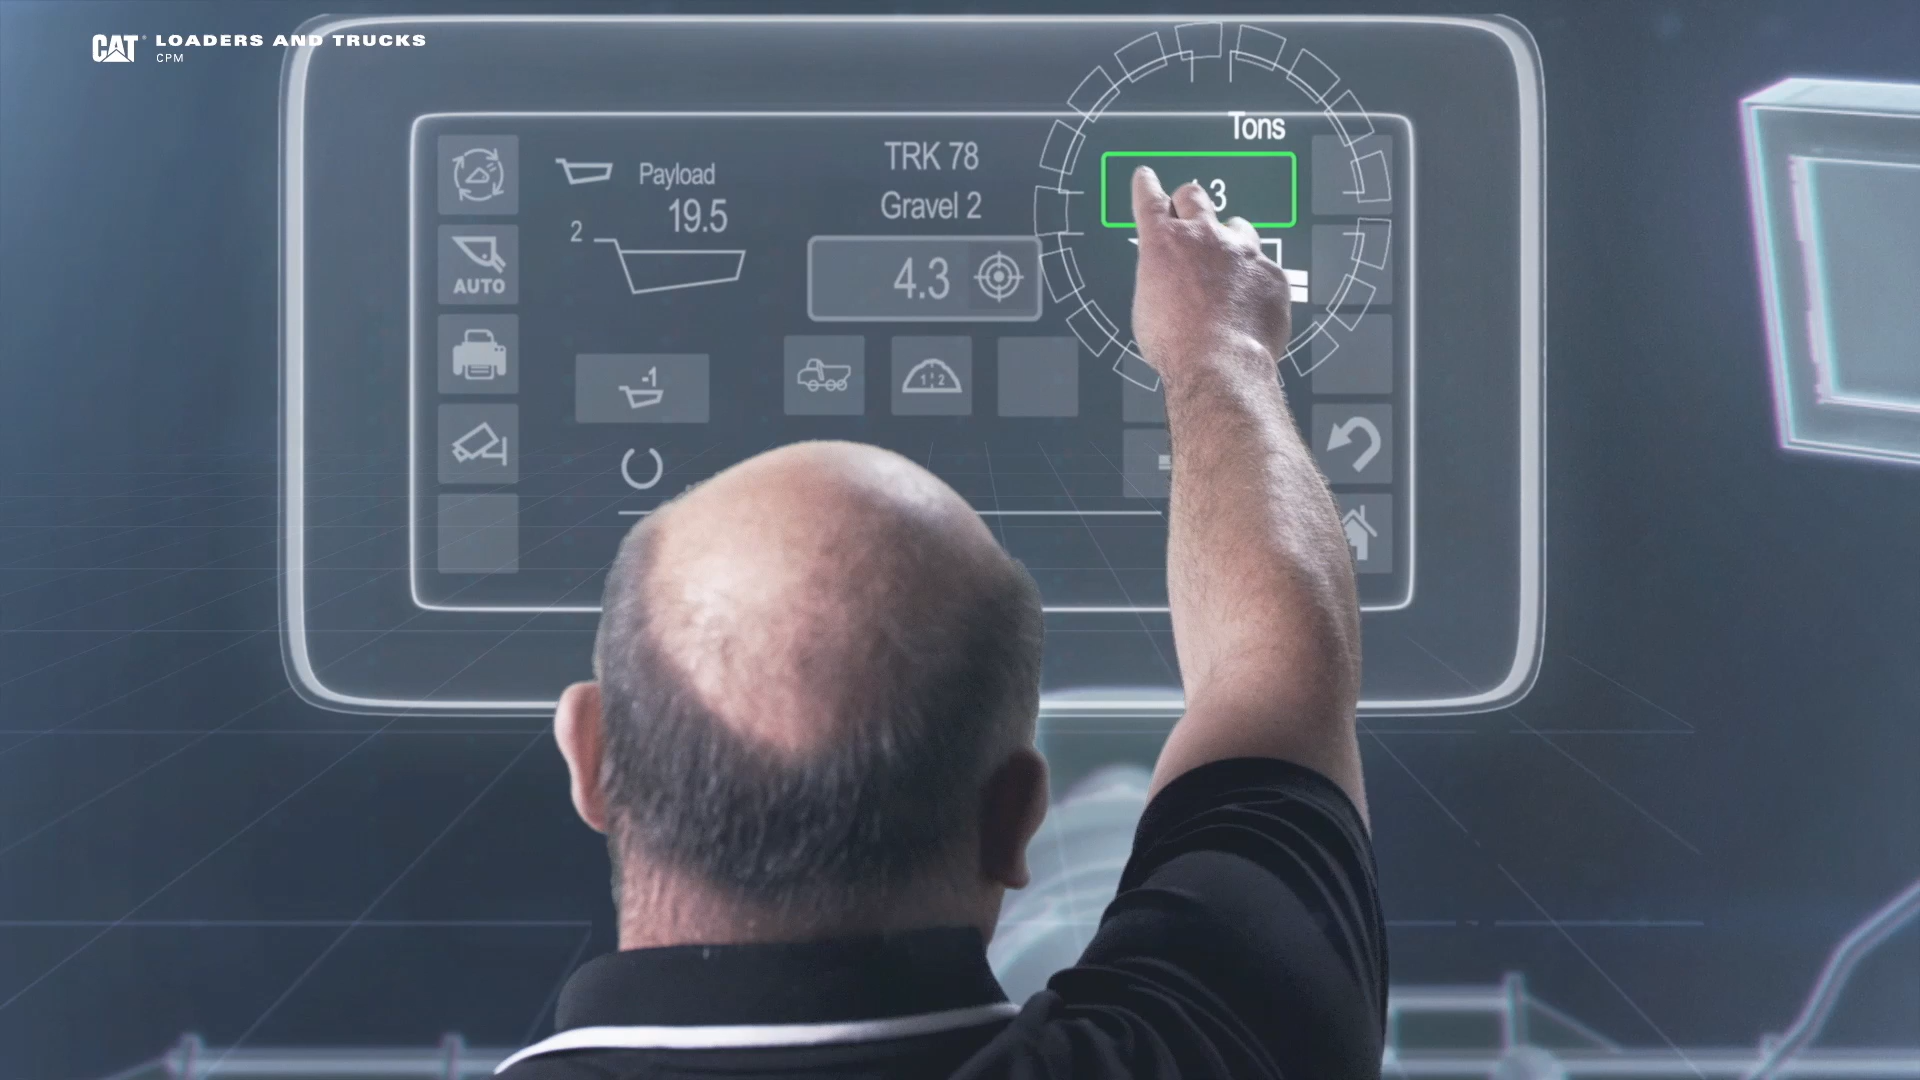 CAT LOADERS AND TRUCKS
CPM
Tons
TRK 78
Payload
Gravel 2
19.5
2
4.3
AUTO
-1
1 2